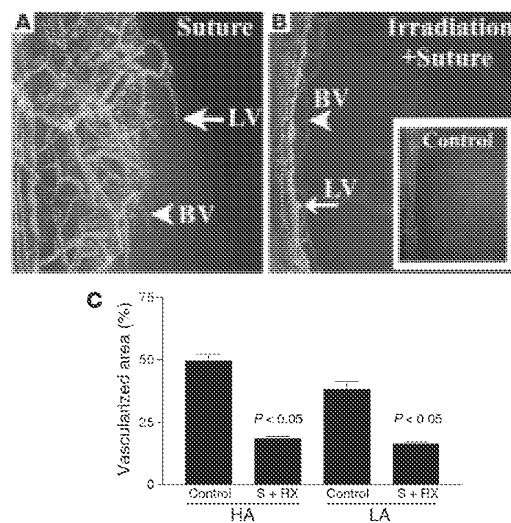 A
Suture
LV
BV
B
Irradiation
+Suture
BV
LV
Control
C
Vascularized area (%)
75
50
25
0
P < 0.05
P < 0.05
Control
S + RX
Control
S + RX
HA
LA